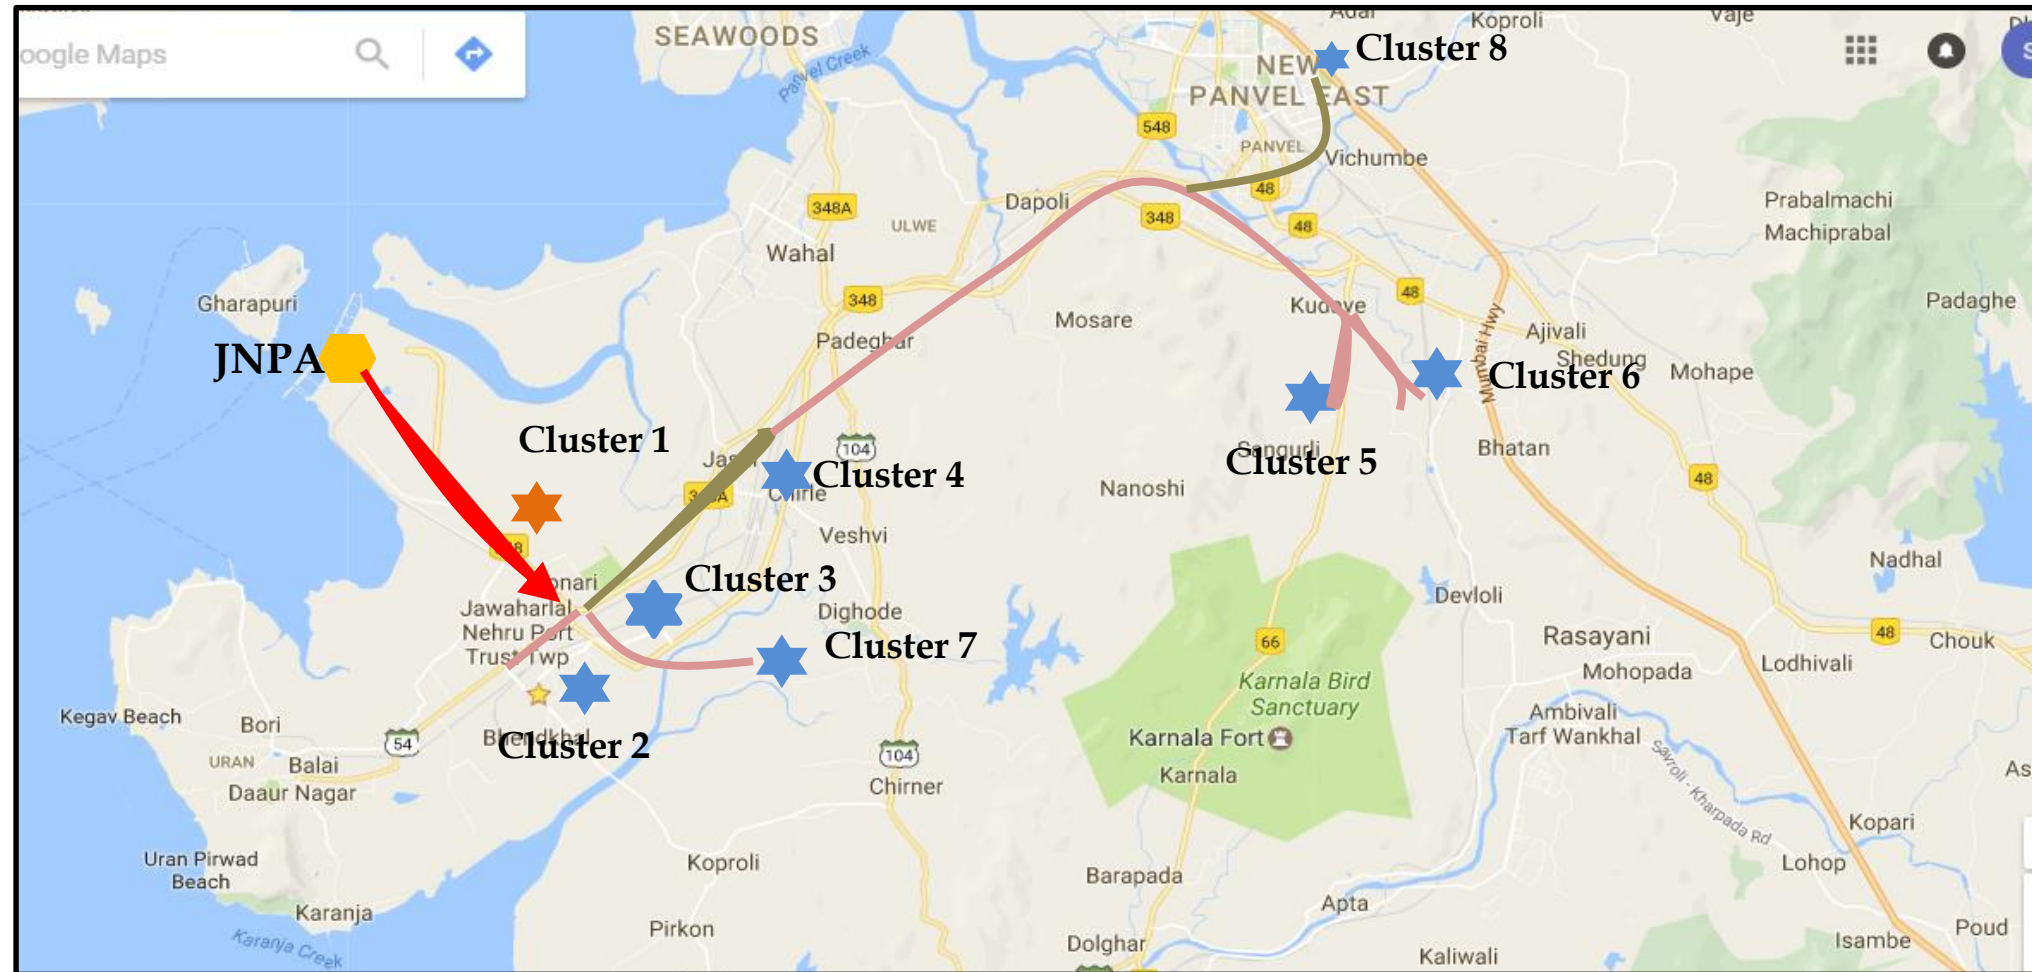 oogle Maps
SEAWOODS
Panvel Creek
Koproli
Vaje
Cluster 8
NEW
PANVEL EAST
548
PANVEL
Vichumbe
48
Prabalmachi
Machiprabal
348A
ULWE
Dapoli
348
48
Wahal
Gharapuri
348
48
Kudave
Padaghe
Mosare
Padeghar
Ajivali
Shedung
Mohape
JNPA
Mumbai Hwy
Cluster 6
Cluster 1
104
Sangurli
Cluster 5
Bhatan
Cluster 4
Chirle
Nanoshi
48
Veshvi
Nadhal
Cluster 3
Jawaharlal
Nehru Port
Trust Twp
Dighode
Devloli
Cluster 7
66
Rasayani
Mohopada
Lodhivali
48
Chouk
Karnala Bird
Sanctuary
Kegav Beach
Bori
54
Cluster 2
Karnala Fort
Ambivali
Tarf Wankhal
URAN
Balai
Daaur Nagar
104
Chirner
Karnala
Savroli - Kharpada Rd
As
Kopari
Uran Pirwad
Beach
Koproli
Barapada
Lohop
Karanja
Karanja Creek
Pirkon
Apta
Dolghar
Kaliwali
Isambe
Poud